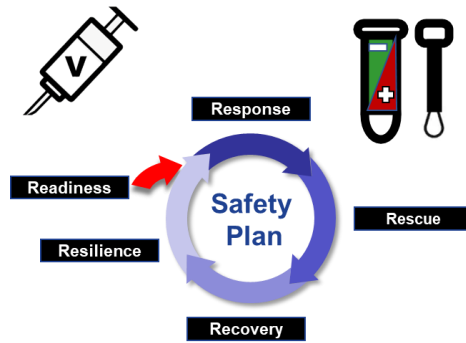 V
Response
Readiness
Safety
Plan
Rescue
Resilience
Recovery